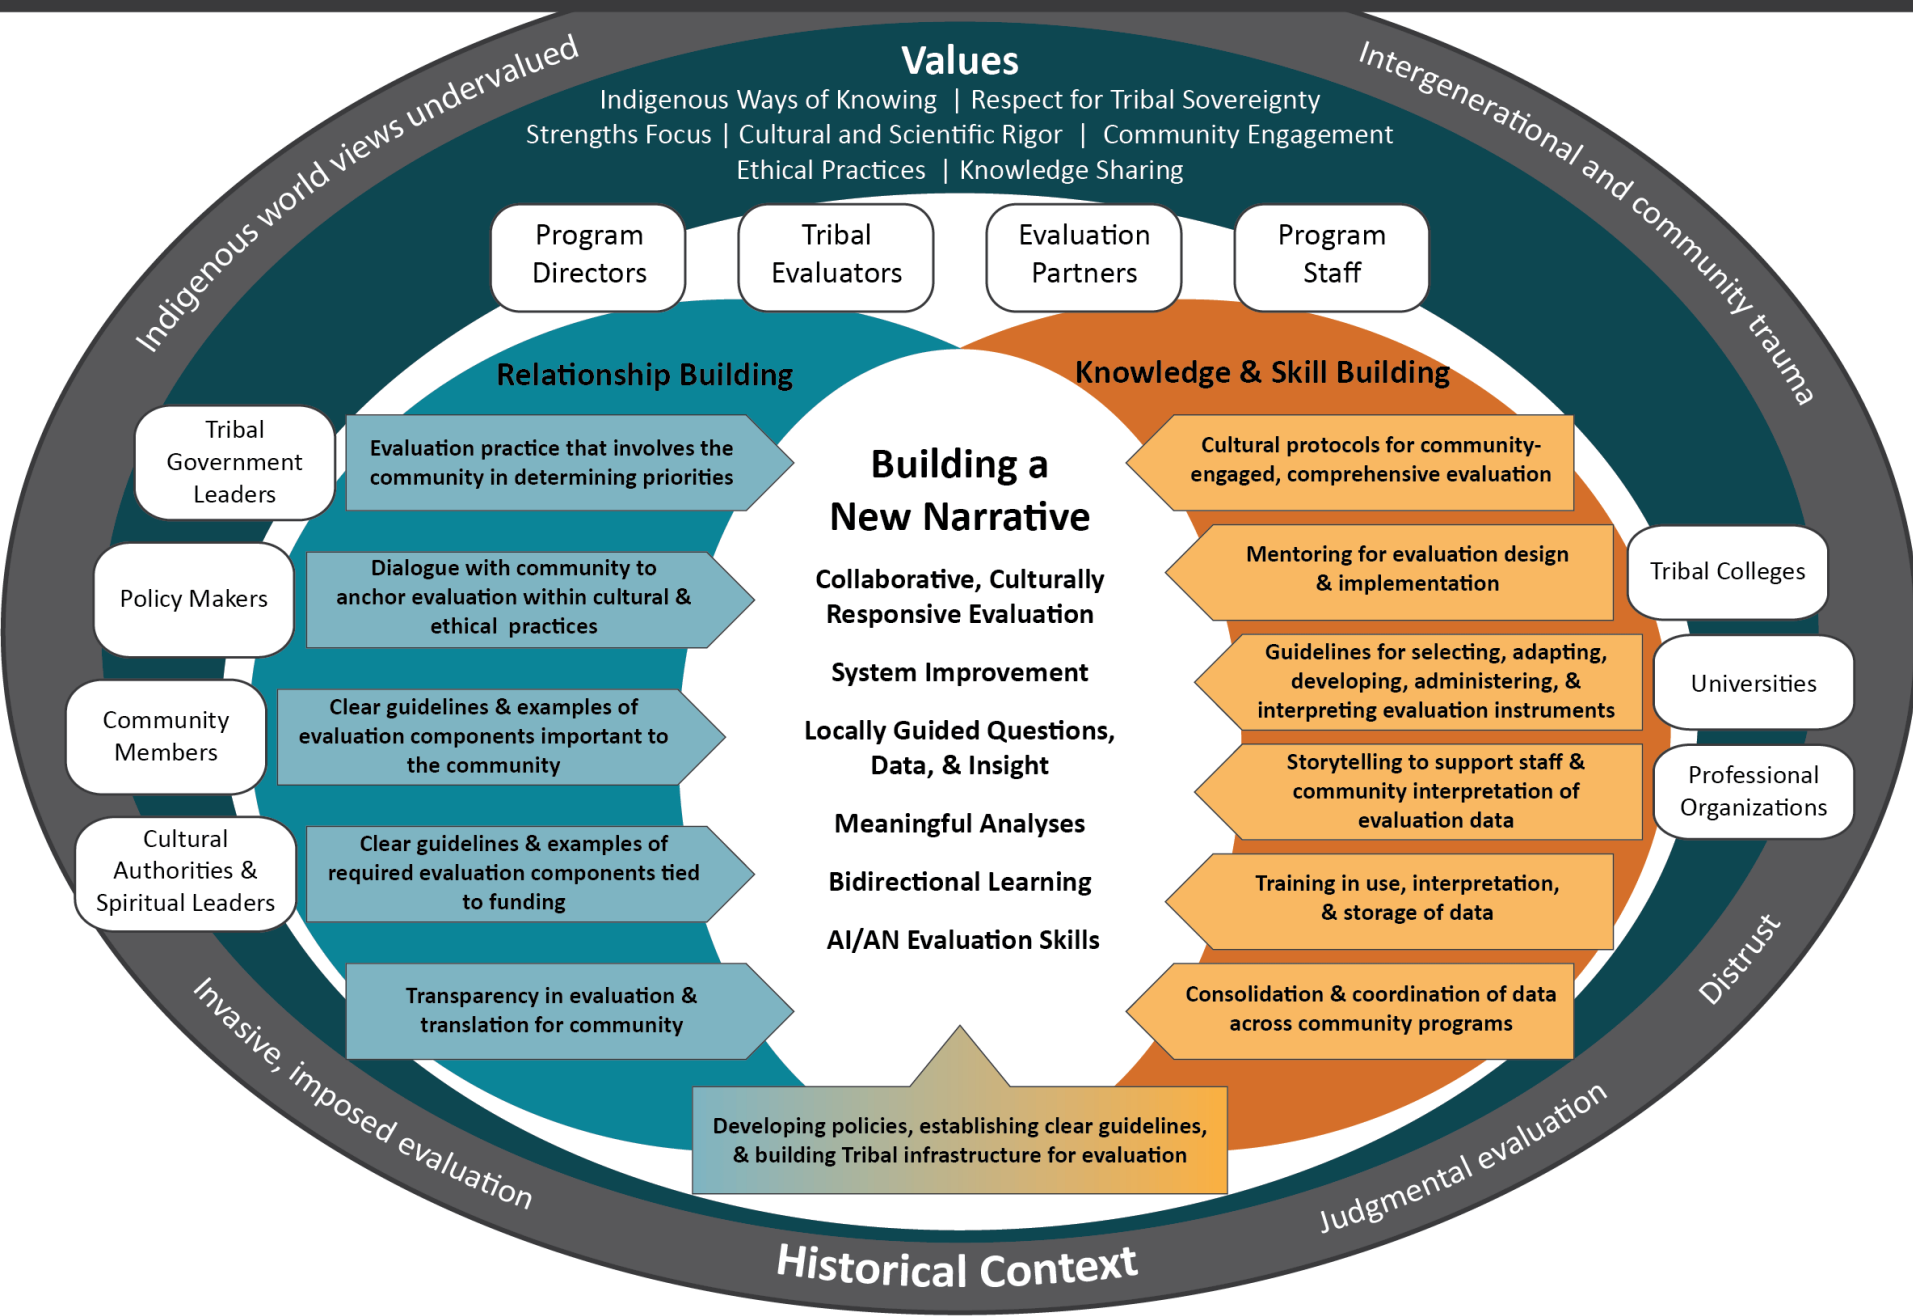 Indigenous world views undervalued
Intergenerational and community trauma
Values
Indigenous Ways of Knowing | Respect for Tribal Sovereignty
Strengths Focus | Cultural and Scientific Rigor | Community Engagement
Ethical Practices | Knowledge Sharing
Program
Directors
Tribal
Evaluators
Evaluation
Partners
Program
Staff
Relationship Building
Knowledge & Skill Building
Tribal
Government
Leaders
Policy Makers
Community
Members
Cultural
Authorities &
Spiritual Leaders
Evaluation practice that involves the
community in determining priorities
Dialogue with community to
anchor evaluation within cultural &
ethical practices
Clear guidelines & examples of
evaluation components important to
the community
Clear guidelines & examples of
required evaluation components tied
to funding
Transparency in evaluation &
translation for community
Building a
New Narrative
Collaborative, Culturally
Responsive Evaluation
System Improvement
Locally Guided Questions,
Data, & Insight
Meaningful Analyses
Bidirectional Learning
AI/AN Evaluation Skills
Cultural protocols for community-
engaged, comprehensive evaluation
Mentoring for evaluation design
& implementation
Guidelines for selecting, adapting,
developing, administering, &
interpreting evaluation instruments
Storytelling to support staff &
community interpretation of
evaluation data
Training in use, interpretation,
& storage of data
Consolidation & coordination of data
across community programs
Tribal Colleges
Universities
Professional
Organizations
Developing policies, establishing clear guidelines,
& building Tribal infrastructure for evaluation
Invasive, imposed evaluation
Distrust
Judgmental evaluation
Historical Context